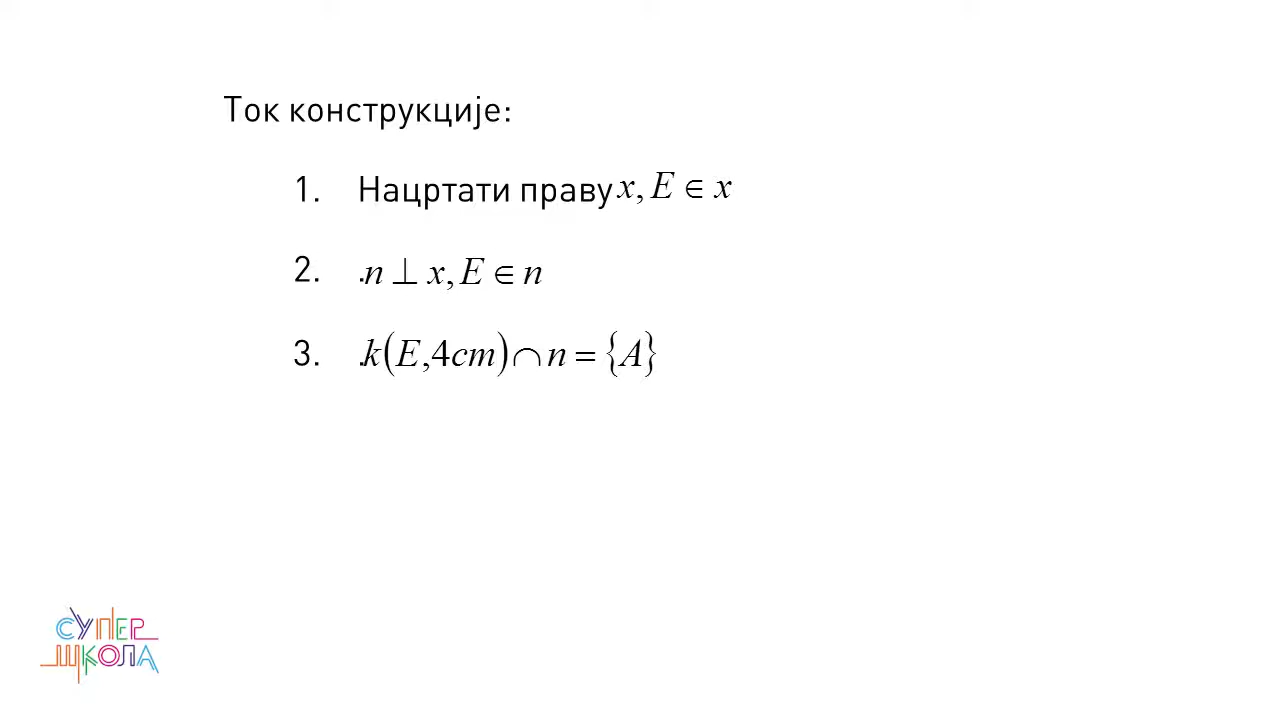 Ток конструкције:
1. Нацртати праву x, E ∈ x
2. .n ⊥ x, E ∈ n
3. .k(E,4cm) ∩ n = {A}
СУПЕР
ШКОЛА